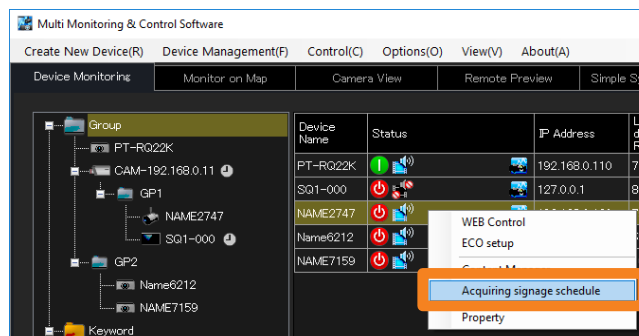 Multi Monitoring & Control Software
Create New Device(R) Device Management(F) Control(C) Options(O) View(V) About(A)
Device Monitoring Monitor on Map Camera View Remote Preview Simple S
Group
PT-RQ22K
CAM-192.168.0.11
GP1
NAME2747
SQ1-000
GP2
Name6212
NAME7159
Keyword
Device Name Status IP Address
PT-RQ22K 192.168.0.110 7
SQ1-000 127.0.0.1 8
NAME2747
Name6212
NAME7159
WEB Control
ECO setup
Acquiring signage schedule
Property